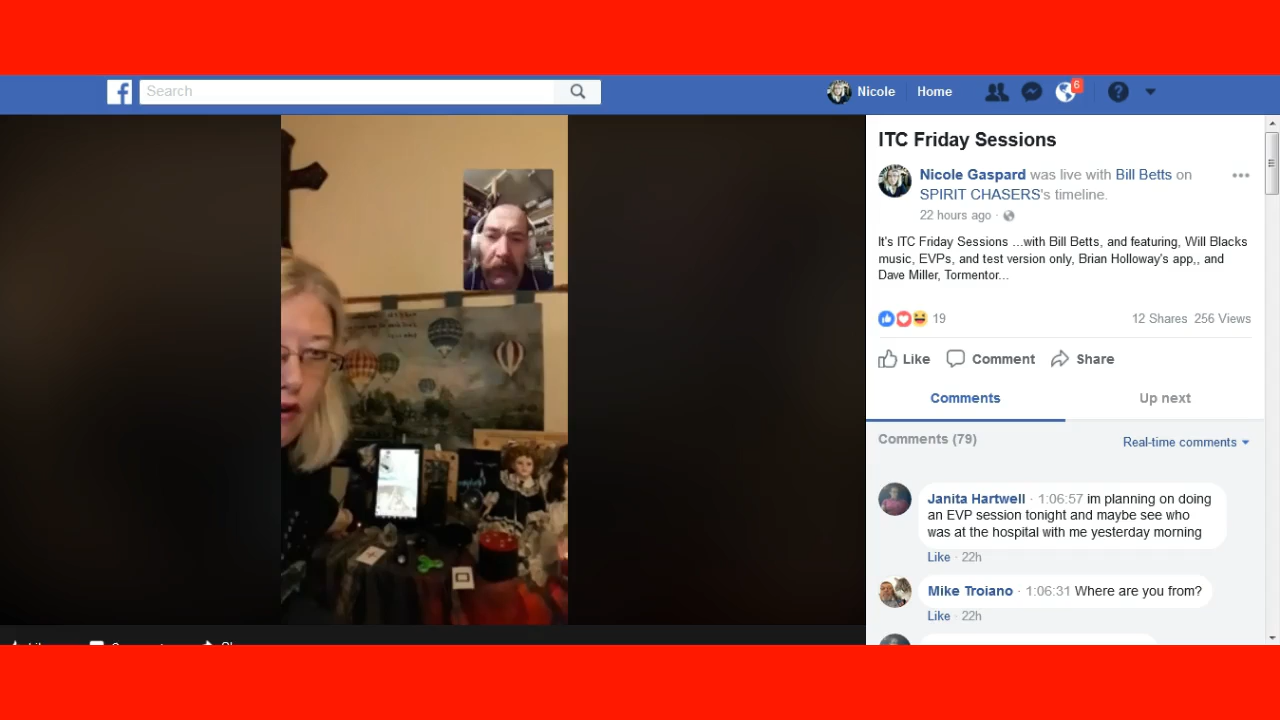 Search
Nicole
Home
6
ITC Friday Sessions
Nicole Gaspard was live with Bill Betts on
SPIRIT CHASERS's timeline.
22 hours ago ·
It's ITC Friday Sessions ...with Bill Betts, and featuring, Will Blacks
music, EVPs, and test version only, Brian Holloway's app,, and
Dave Miller, Tormentor...
19
12 Shares 256 Views
Like Comment Share
Comments Up next
Comments (79)
Real-time comments
Janita Hartwell · 1:06:57 im planning on doing
an EVP session tonight and maybe see who
was at the hospital with me yesterday morning
Like · 22h
Mike Troiano · 1:06:31 Where are you from?
Like · 22h